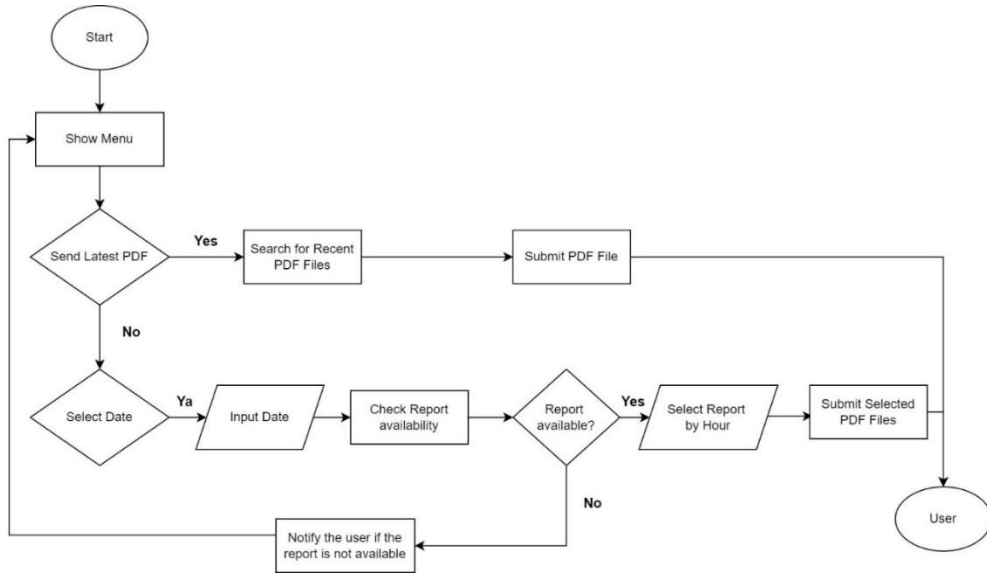 Start
Show Menu
Send Latest PDF
Yes
Search for Recent
PDF Files
Submit PDF File
No
Select Date
Ya
Input Date
Check Report
availability
Report
available?
Yes
Select Report
by Hour
Submit Selected
PDF Files
No
Notify the user if the
report is not available
User